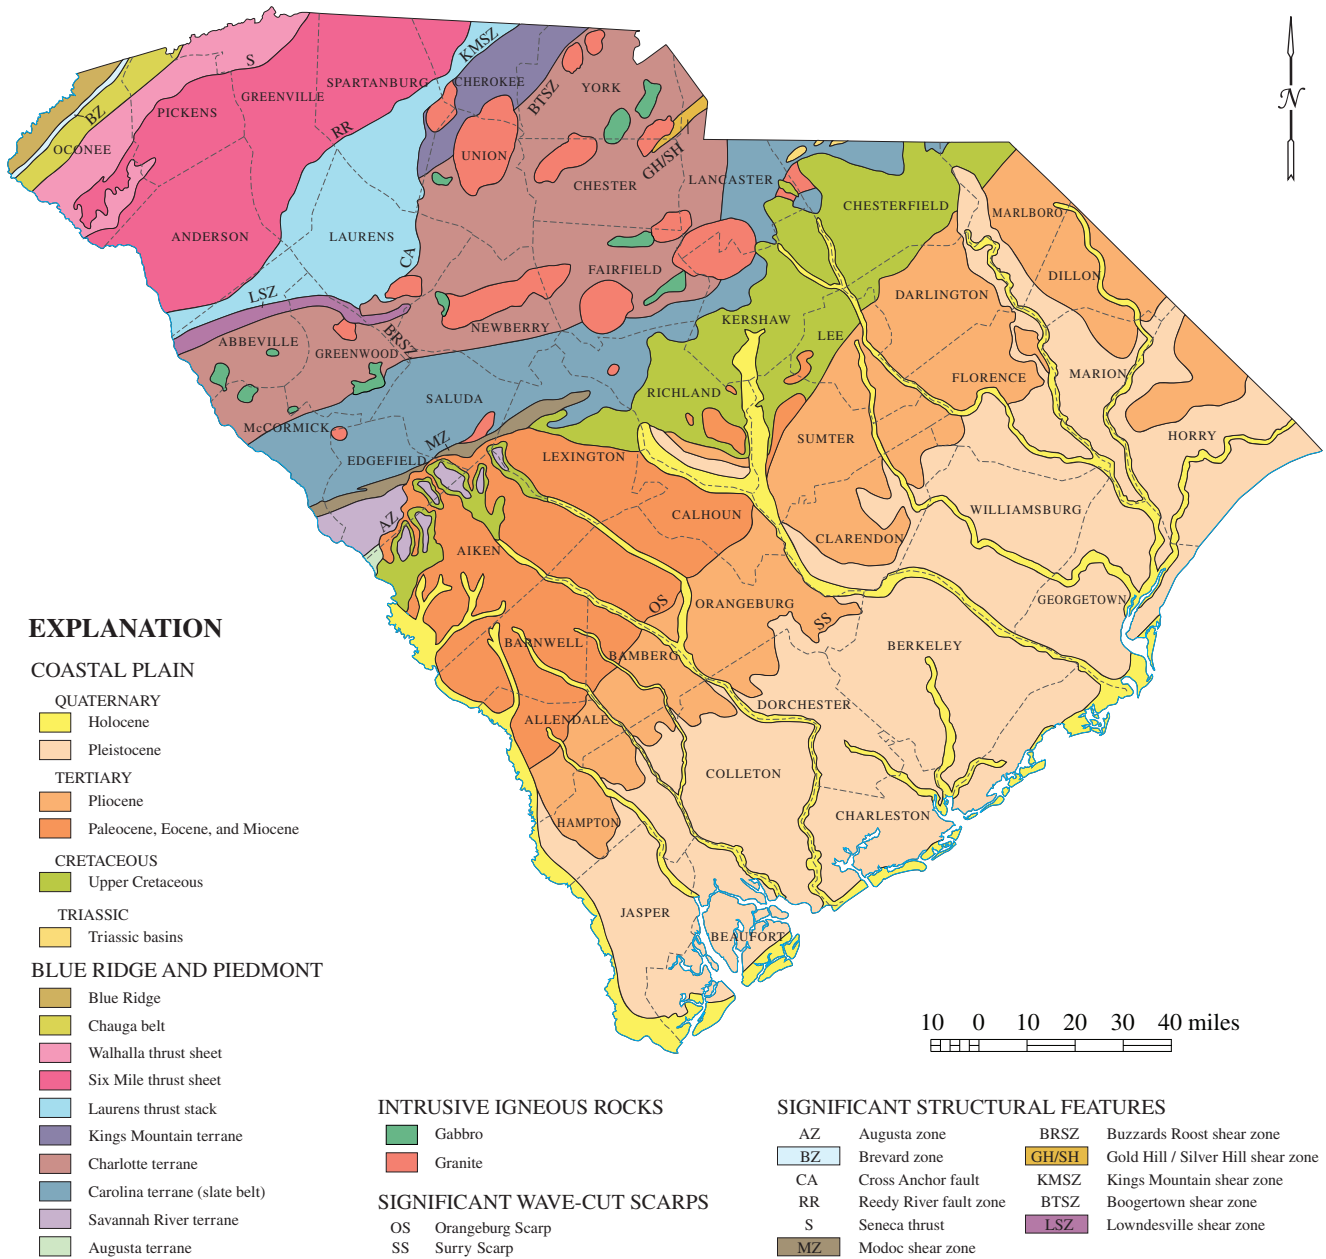 KMSZ
S
SPARTANBURG
CHEROKEE
YORK
GREENVILLE
BTSZ
N
BZ
PICKENS
RR
OCONEE
UNION
GH/SH
CHESTER
LANCASTER
CHESTERFIELD
MARLBORO
ANDERSON
LAURENS
CA
FAIRFIELD
DILLON
LSZ
DARLINGTON
KERSHAW
NEWBERRY
LEE
ABBEVILLE
BRSZ
GREENWOOD
MARION
FLORENCE
RICHLAND
SALUDA
McCORMICK
MZ
SUMTER
HORRY
EDGEFIELD
LEXINGTON
AZ
CALHOUN
WILLIAMSBURG
CLARENDON
AIKEN
OS
ORANGEBURG
GEORGETOWN
SS
BARNWELL
BAMBERG
BERKELEY
DORCHESTER
ALLENDALE
COLLETON
HAMPTON
CHARLESTON
JASPER
BEAUFORT
10 0 10 20 30 40 miles
EXPLANATION
COASTAL PLAIN
QUATERNARY
Holocene
Pleistocene
TERTIARY
Pliocene
Paleocene, Eocene, and Miocene
CRETACEOUS
Upper Cretaceous
TRIASSIC
Triassic basins
BLUE RIDGE AND PIEDMONT
Blue Ridge
Chauga belt
Walhalla thrust sheet
Six Mile thrust sheet
Laurens thrust stack
Kings Mountain terrane
Charlotte terrane
Carolina terrane (slate belt)
Savannah River terrane
Augusta terrane
INTRUSIVE IGNEOUS ROCKS
Gabbro
Granite
SIGNIFICANT WAVE-CUT SCARPS
OS Orangeburg Scarp
SS Surry Scarp
SIGNIFICANT STRUCTURAL FEATURES
AZ Augusta zone
BZ Brevard zone
CA Cross Anchor fault
RR Reedy River fault zone
S Seneca thrust
MZ Modoc shear zone
BRSZ Buzzards Roost shear zone
GH/SH Gold Hill / Silver Hill shear zone
KMSZ Kings Mountain shear zone
BTSZ Boogertown shear zone
LSZ Lowndesville shear zone